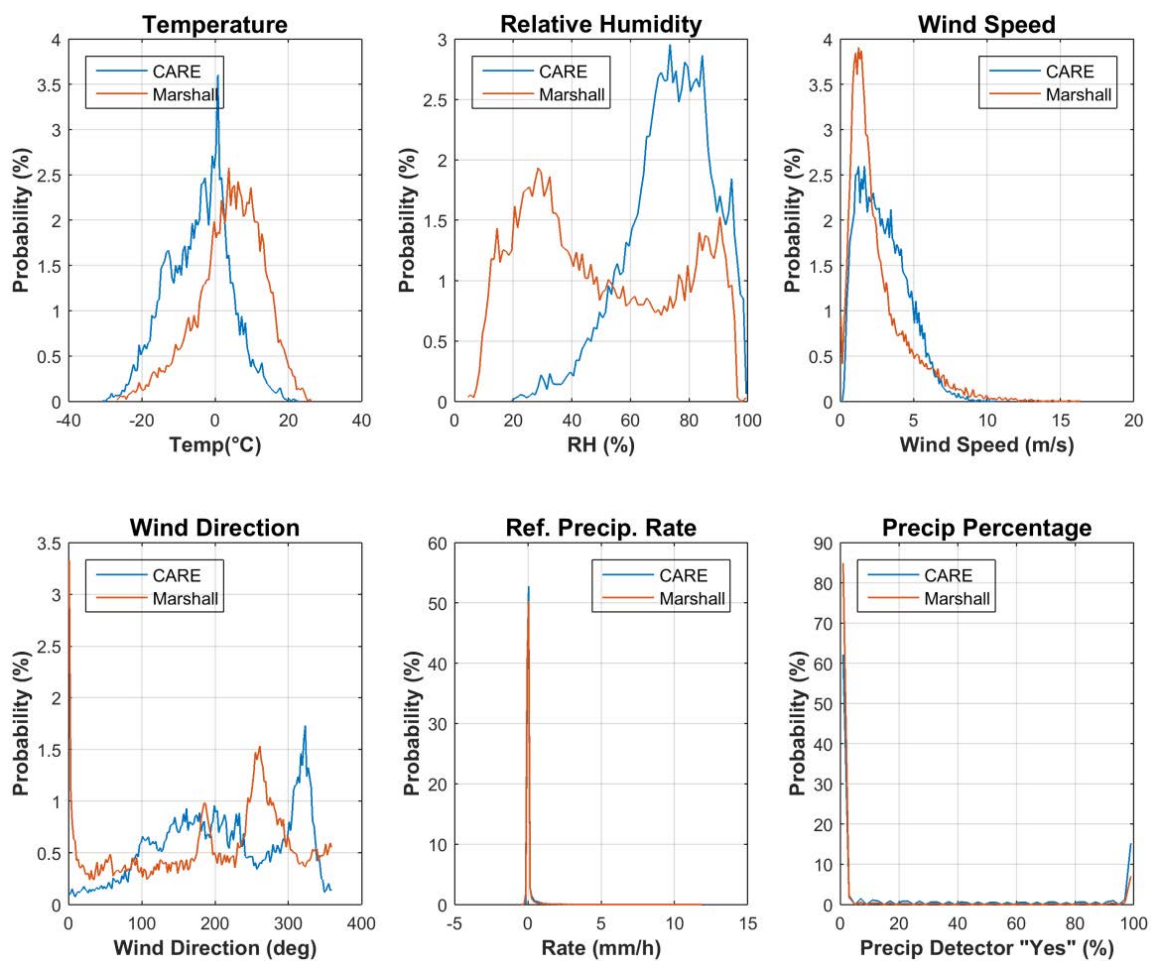 Temperature
4
3.5
3
2.5
2
1.5
1
0.5
0
Probability (%)
CARE
Marshall
-40
-20
0
20
40
Temp(°C)
Relative Humidity
3
2.5
2
1.5
1
0.5
0
Probability (%)
CARE
Marshall
0
20
40
60
80
100
RH (%)
Wind Speed
4
3.5
3
2.5
2
1.5
1
0.5
0
Probability (%)
CARE
Marshall
0
5
10
15
20
Wind Speed (m/s)
Wind Direction
3.5
3
2.5
2
1.5
1
0.5
0
Probability (%)
CARE
Marshall
0
100
200
300
400
Wind Direction (deg)
Ref. Precip. Rate
60
50
40
30
20
10
0
Probability (%)
CARE
Marshall
-5
0
5
10
15
Rate (mm/h)
Precip Percentage
90
80
70
60
50
40
30
20
10
0
Probability (%)
CARE
Marshall
0
20
40
60
80
100
Precip Detector "Yes" (%)